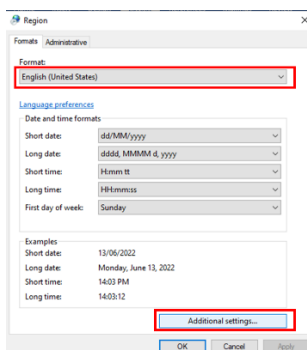 Region
Formats Administrative
Format:
English (United States)
Language preferences
Date and time formats
Short date: dd/MM/yyyy
Long date: dddd, MMMM d, yyyy
Short time: H:mm tt
Long time: HH:mm:ss
First day of week: Sunday
Examples
Short date: 13/06/2022
Long date: Monday, June 13, 2022
Short time: 14:03 PM
Long time: 14:03:12
Additional settings...
OK Cancel Apply